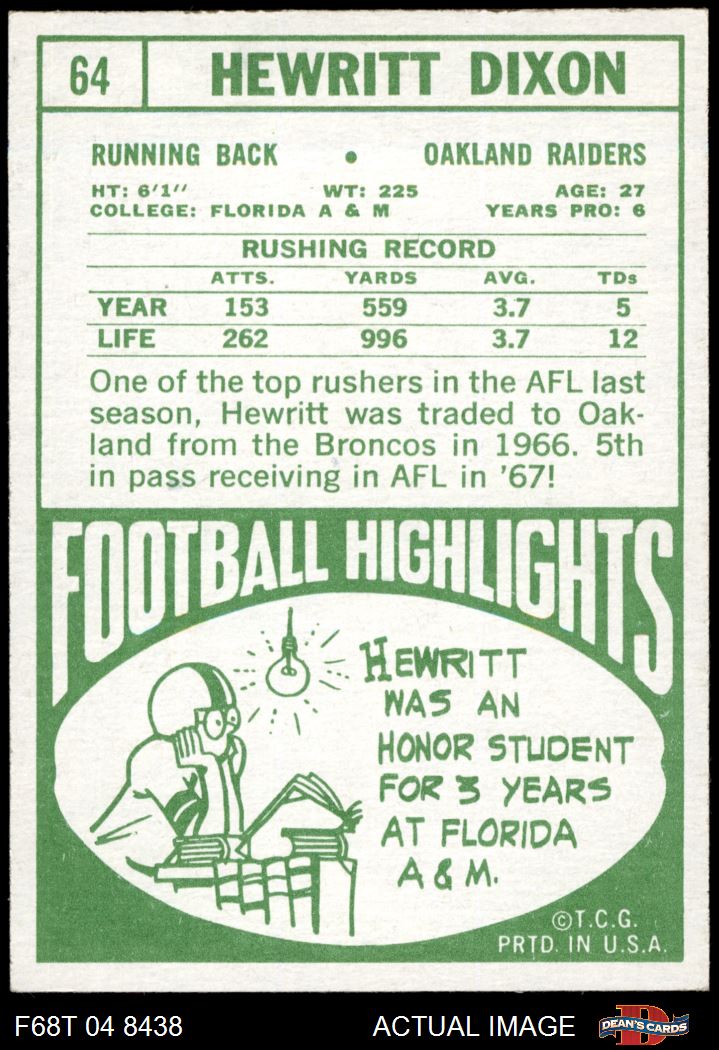 64 HEWRITT DIXON
RUNNING BACK • OAKLAND RAIDERS
HT: 6'1" WT: 225 AGE: 27
COLLEGE: FLORIDA A & M YEARS PRO: 6
RUSHING RECORD
ATTS. YARDS AVG. TDs
YEAR 153 559 3.7 5
LIFE 262 996 3.7 12
One of the top rushers in the AFL last
season, Hewritt was traded to Oak-
land from the Broncos in 1966. 5th
in pass receiving in AFL in '67!
FOOTBALL HIGHLIGHTS
HEWRITT
WAS AN
HONOR STUDENT
FOR 3 YEARS
AT FLORIDA
A & M.
©T.C.G.
PRTD. IN U.S.A.
F68T 04 8438 ACTUAL IMAGE D DEAN'S CARDS